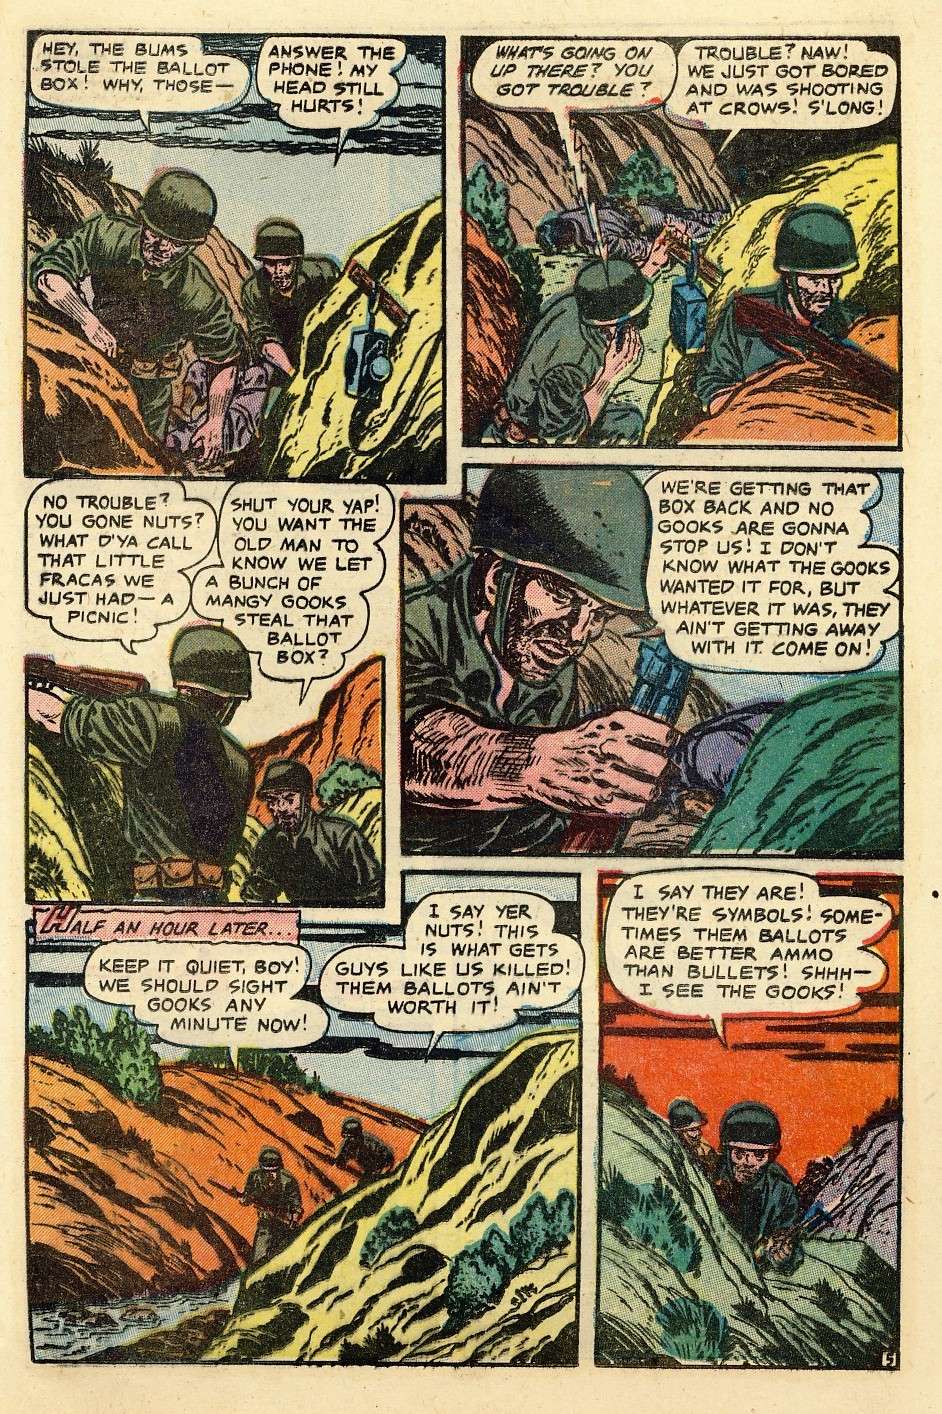 HEY, THE BUMS
STOLE THE BALLOT
BOX! WHY, THOSE—
ANSWER THE
PHONE! MY
HEAD STILL
HURTS!
WHAT'S GOING ON
UP THERE? YOU
GOT TROUBLE?
TROUBLE? NAW!
WE JUST GOT BORED
AND WAS SHOOTING
AT CROWS! S'LONG!
NO TROUBLE?
YOU GONE NUTS?
WHAT D'YA CALL
THAT LITTLE
FRACAS WE
JUST HAD—A
PICNIC!
SHUT YOUR YAP!
YOU WANT THE
OLD MAN TO
KNOW WE LET
A BUNCH OF
MANGY GOOKS
STEAL THAT
BALLOT
BOX?
WE'RE GETTING THAT
BOX BACK AND NO
GOOKS ARE GONNA
STOP US! I DON'T
KNOW WHAT THE GOOKS
WANTED IT FOR, BUT
WHATEVER IT WAS, THEY
AIN'T GETTING AWAY
WITH IT. COME ON!
HALF AN HOUR LATER...
KEEP IT QUIET, BOY!
WE SHOULD SIGHT
GOOKS ANY
MINUTE NOW!
I SAY YER
NUTS! THIS
IS WHAT GETS
GUYS LIKE US KILLED!
THEM BALLOTS AIN'T
WORTH IT!
I SAY THEY ARE!
THEY'RE SYMBOLS! SOME-
TIMES THEM BALLOTS
ARE BETTER AMMO
THAN BULLETS! SHHH—
I SEE THE GOOKS!
5